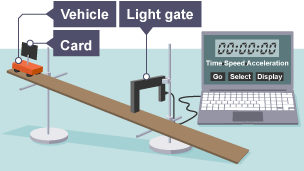 Vehicle
Light gate
Card
00:00:00
Time Speed Acceleration
Go Select Display